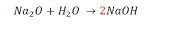 Na₂O + H₂O → 2NaOH